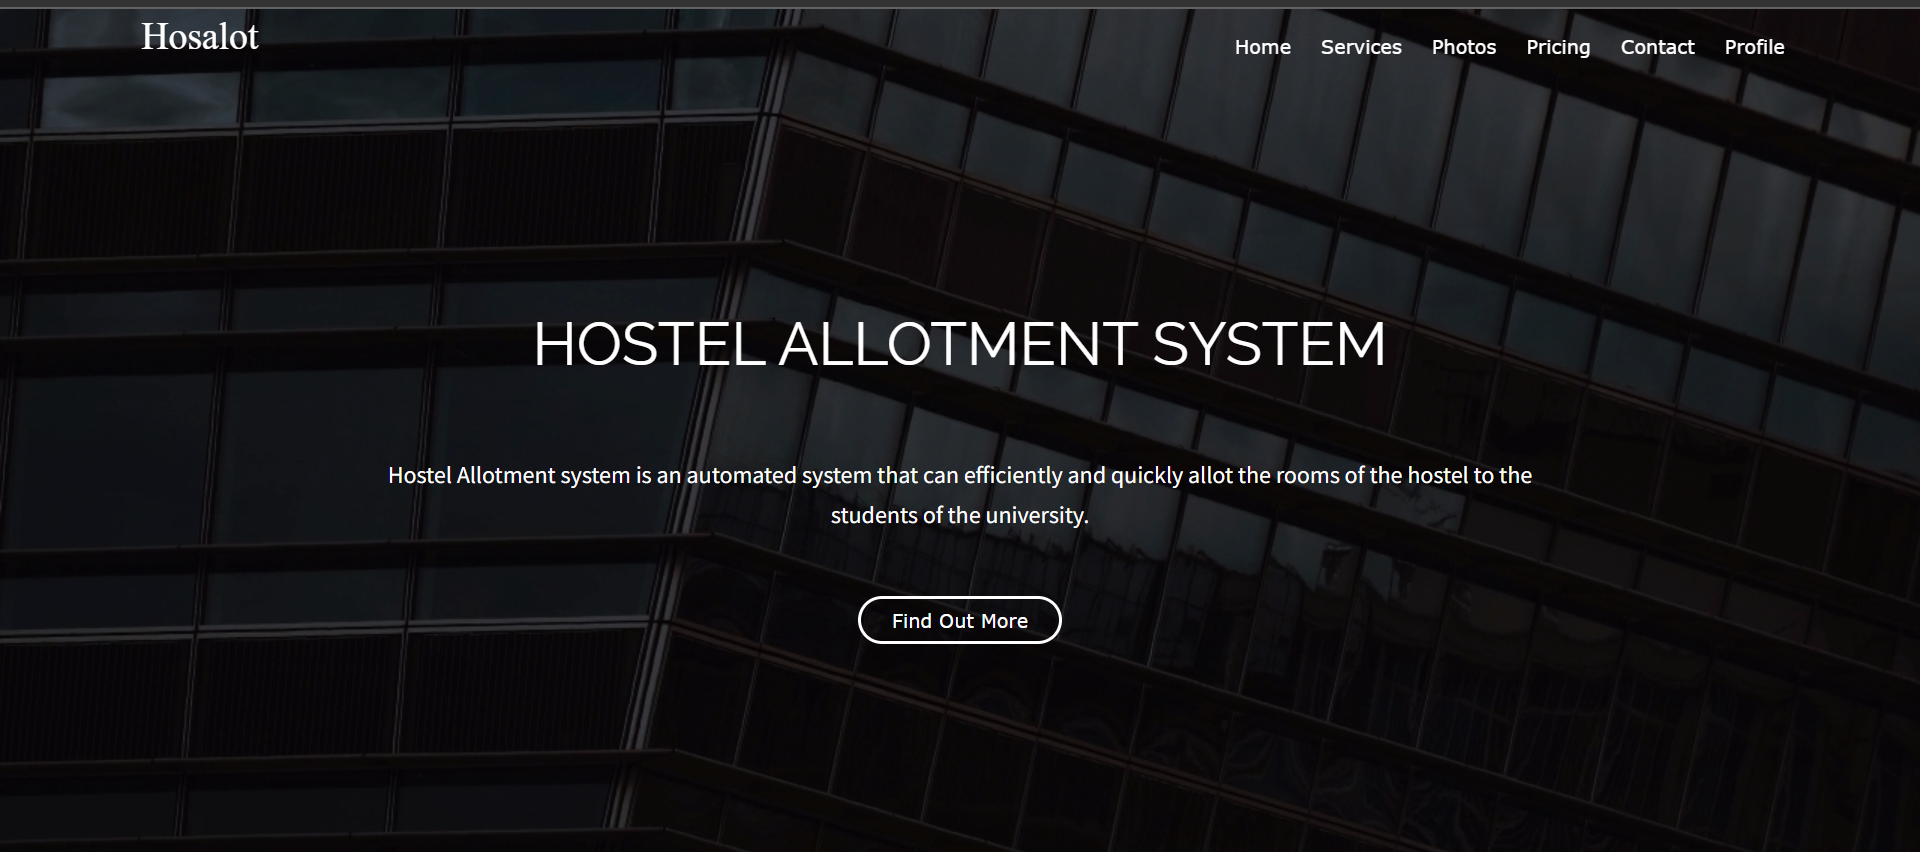 Hosalot
Home Services Photos Pricing Contact Profile
HOSTEL ALLOTMENT SYSTEM
Hostel Allotment system is an automated system that can efficiently and quickly allot the rooms of the hostel to the
students of the university.
Find Out More